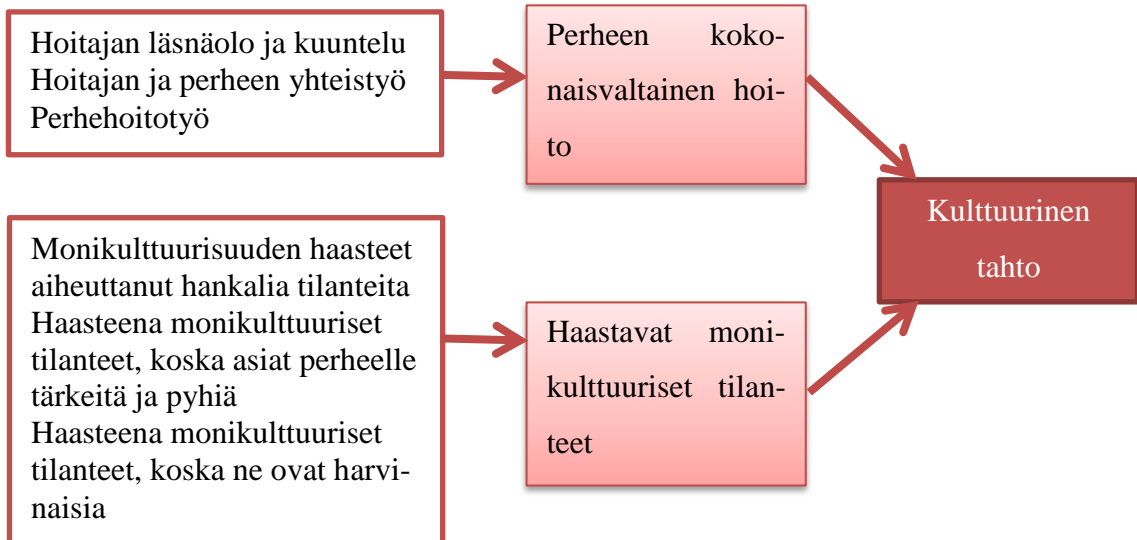 Hoitajan läsnäolo ja kuuntelu
Hoitajan ja perheen yhteistyö
Perhehoitotyö
Perheen koko-
naisvaltainen hoi-
to
Kulttuurinen
tahto
Monikulttuurisuuden haasteet
aiheuttanut hankalia tilanteita
Haasteena monikulttuuriset
tilanteet, koska asiat perheelle
tärkeitä ja pyhiä
Haasteena monikulttuuriset
tilanteet, koska ne ovat harvi-
naisia
Haastavat moni-
kulttuuriset tilan-
teet